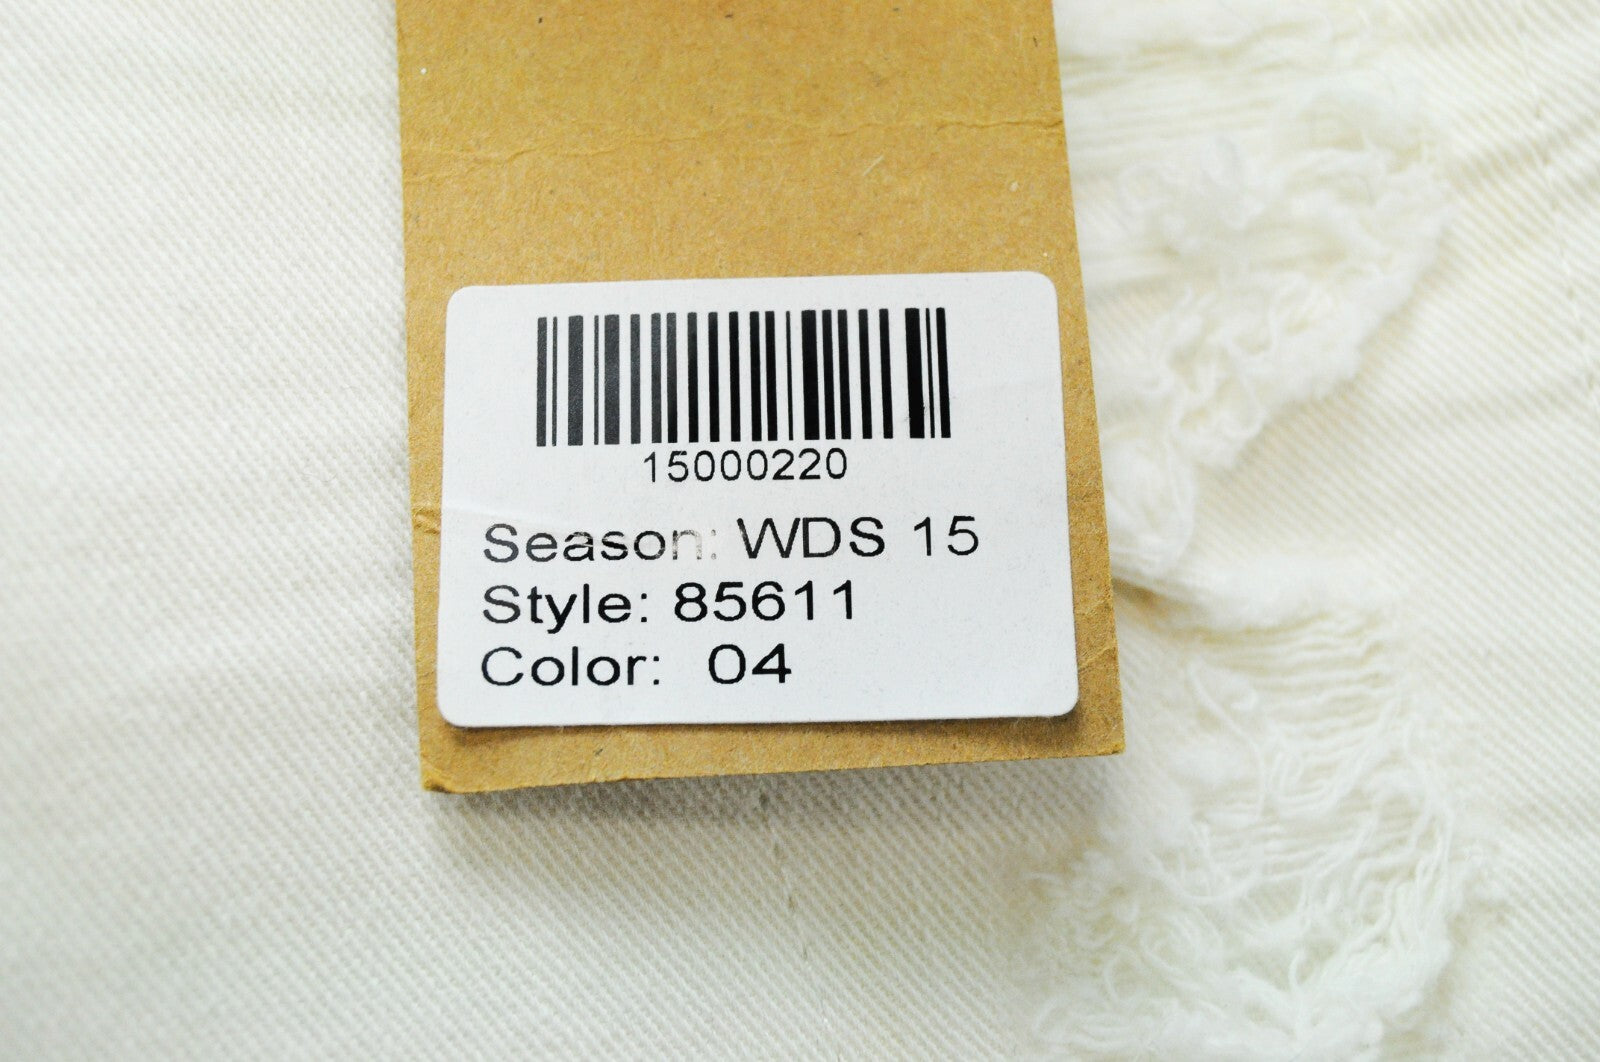 15000220
Season: WDS 15
Style: 85611
Color: 04